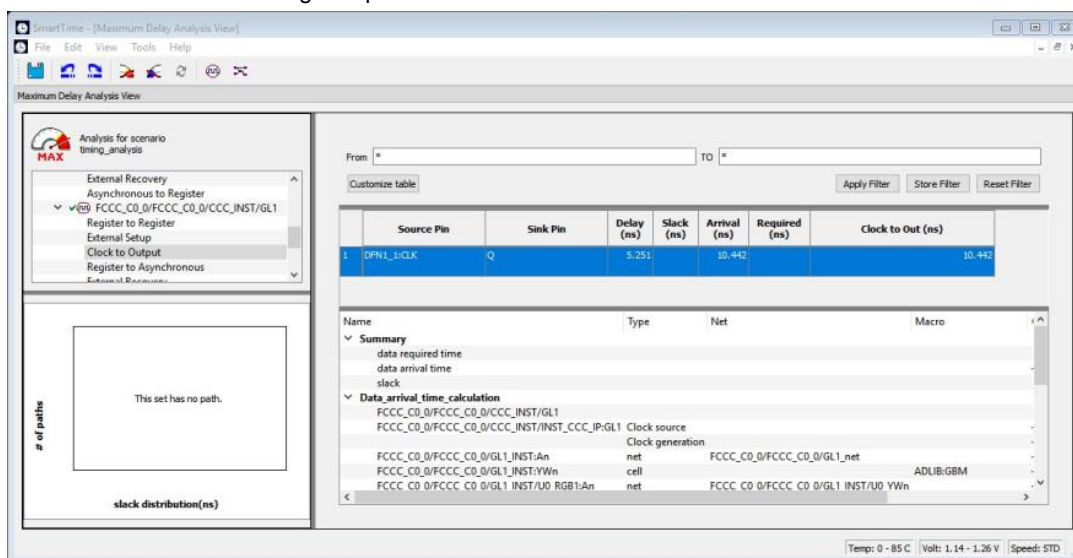 SmartTime - [Maximum Delay Analysis View]
File Edit View Tools Help
Maximum Delay Analysis View
Analysis for scenario
timing_analysis
MAX
External Recovery
Asynchronous to Register
FCCC_C0_0/FCCC_C0_0/CCC_INST/GL1
Register to Register
External Setup
Clock to Output
Register to Asynchronous
External Recovery
# of paths
This set has no path.
slack distribution(ns)
From * TO *
Customize table Apply Filter Store Filter Reset Filter
Source Pin Sink Pin Delay (ns) Slack (ns) Arrival (ns) Required (ns) Clock to Out (ns)
1 DFN1_1:CLK Q 5.251 10.442 10.442
Name Type Net Macro
Summary
data required time
data arrival time
slack
Data_arrival_time_calculation
FCCC_C0_0/FCCC_C0_0/CCC_INST/GL1
FCCC_C0_0/FCCC_C0_0/CCC_INST/INST_CCC_IP:GL1 Clock source
Clock generation
FCCC_C0_0/FCCC_C0_0/GL1_INST:An net FCCC_C0_0/FCCC_C0_0/GL1_net
FCCC_C0_0/FCCC_C0_0/GL1_INST:YWn cell ADLIB:GBM
FCCC_C0_0/FCCC_C0_0/GL1_INST/U0_RGB1:An net FCCC_C0_0/FCCC_C0_0/GL1_INST/U0_YWn
Temp: 0 - 85 C Volt: 1.14 - 1.26 V Speed: STD